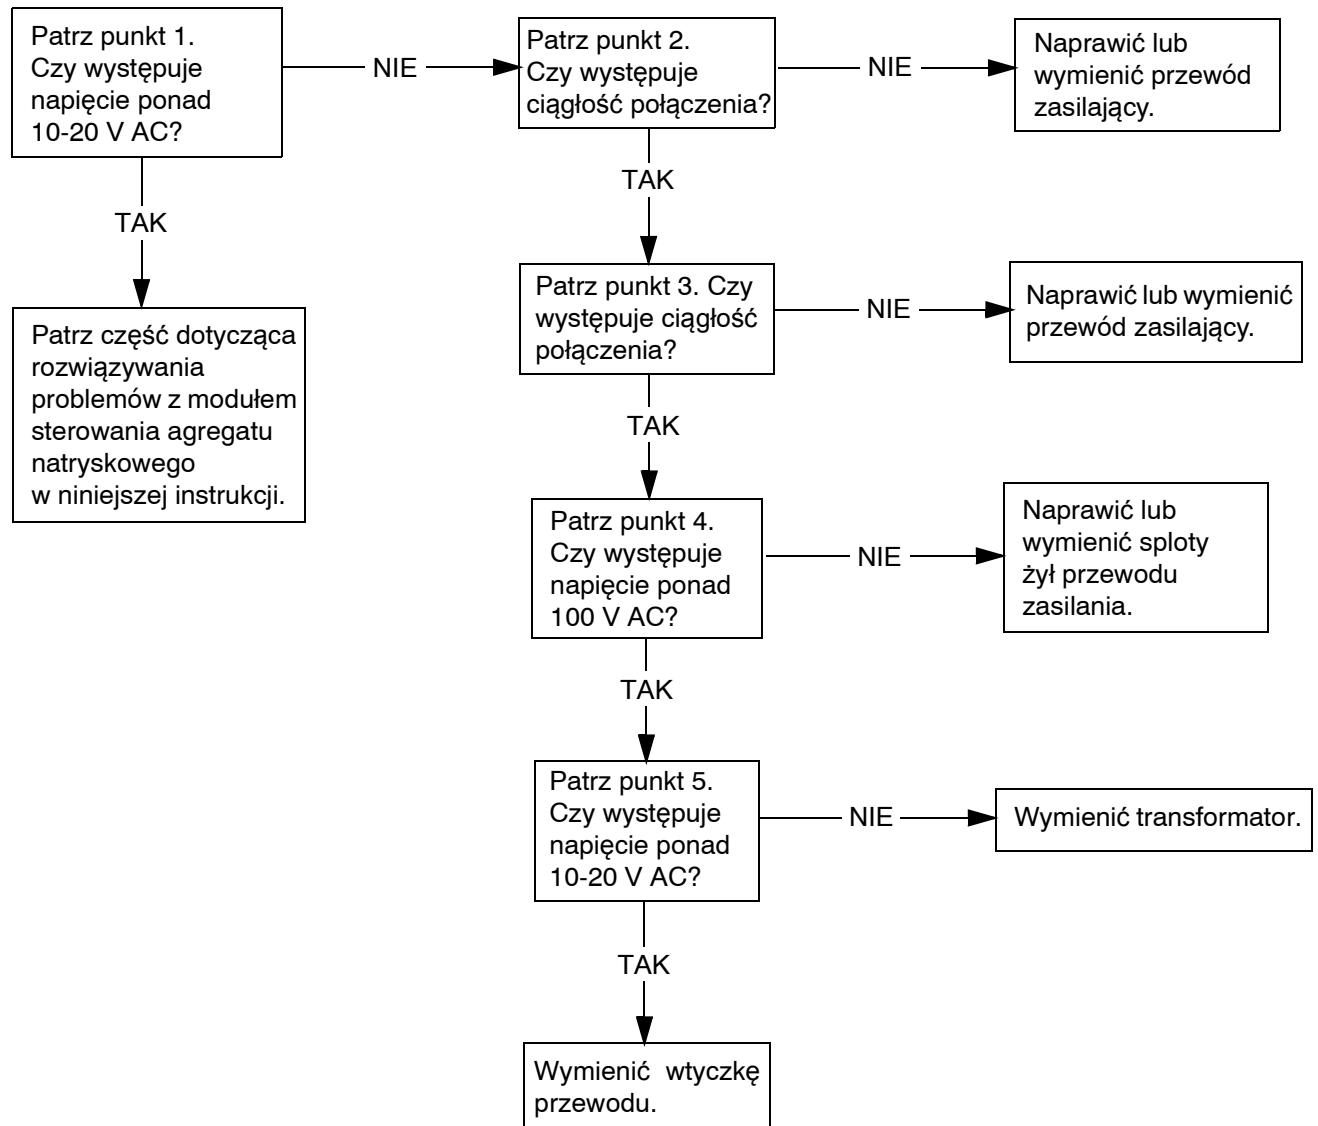 Patrz punkt 1.
Czy występuje
napięcie ponad
10-20 V AC?
NIE
Patrz punkt 2.
Czy występuje
ciągłość połączenia?
NIE
Naprawić lub
wymienić przewód
zasilający.
TAK
TAK
Patrz część dotycząca
rozwiązywania
problemów z modułem
sterowania agregatu
natryskowego
w niniejszej instrukcji.
Patrz punkt 3. Czy
występuje ciągłość
połączenia?
NIE
Naprawić lub wymienić
przewód zasilający.
TAK
Patrz punkt 4.
Czy występuje
napięcie ponad
100 V AC?
NIE
Naprawić lub
wymienić sploty
żył przewodu
zasilania.
TAK
Patrz punkt 5.
Czy występuje
napięcie ponad
10-20 V AC?
NIE
Wymienić transformator.
TAK
Wymienić wtyczkę
przewodu.